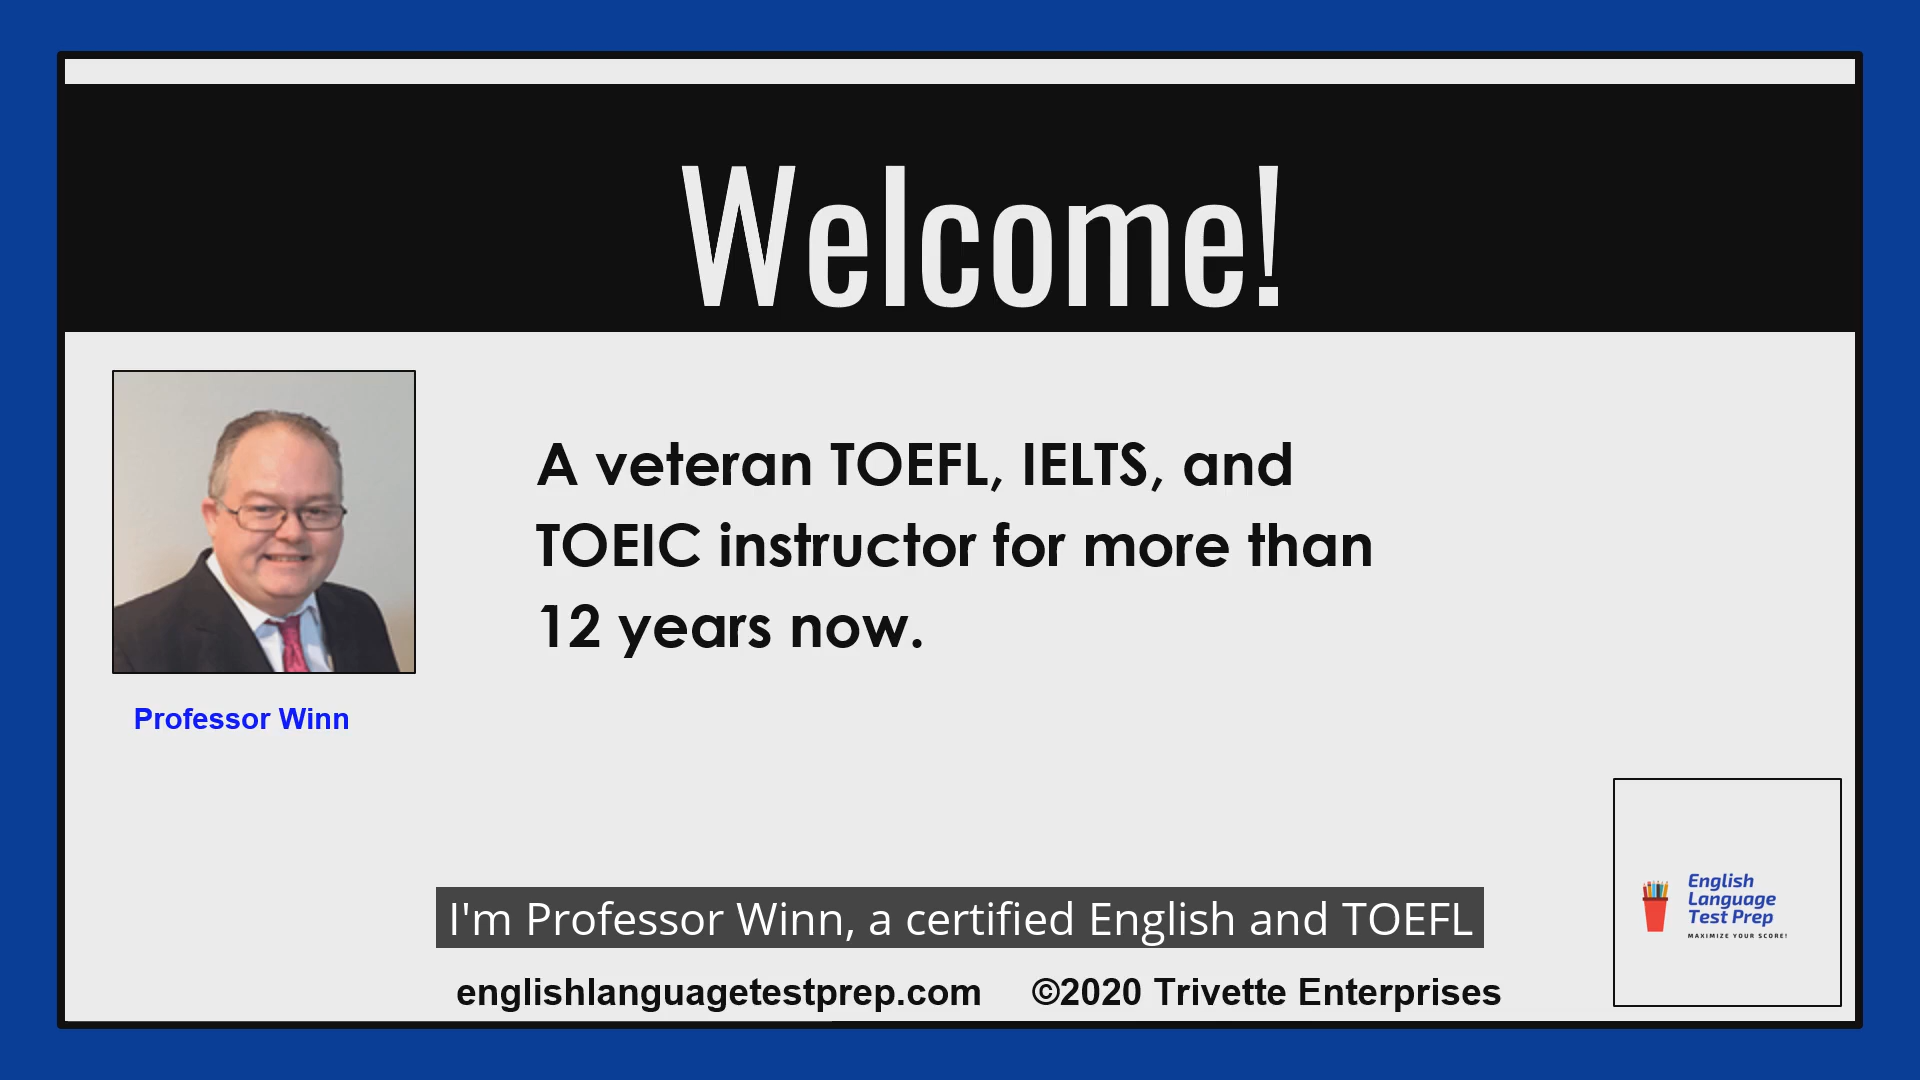 Welcome!
A veteran TOEFL, IELTS, and
TOEIC instructor for more than
12 years now.
Professor Winn
English
Language
Test Prep
MAXIMIZE YOUR SCORE!
I'm Professor Winn, a certified English and TOEFL
englishlanguagetestprep.com ©2020 Trivette Enterprises